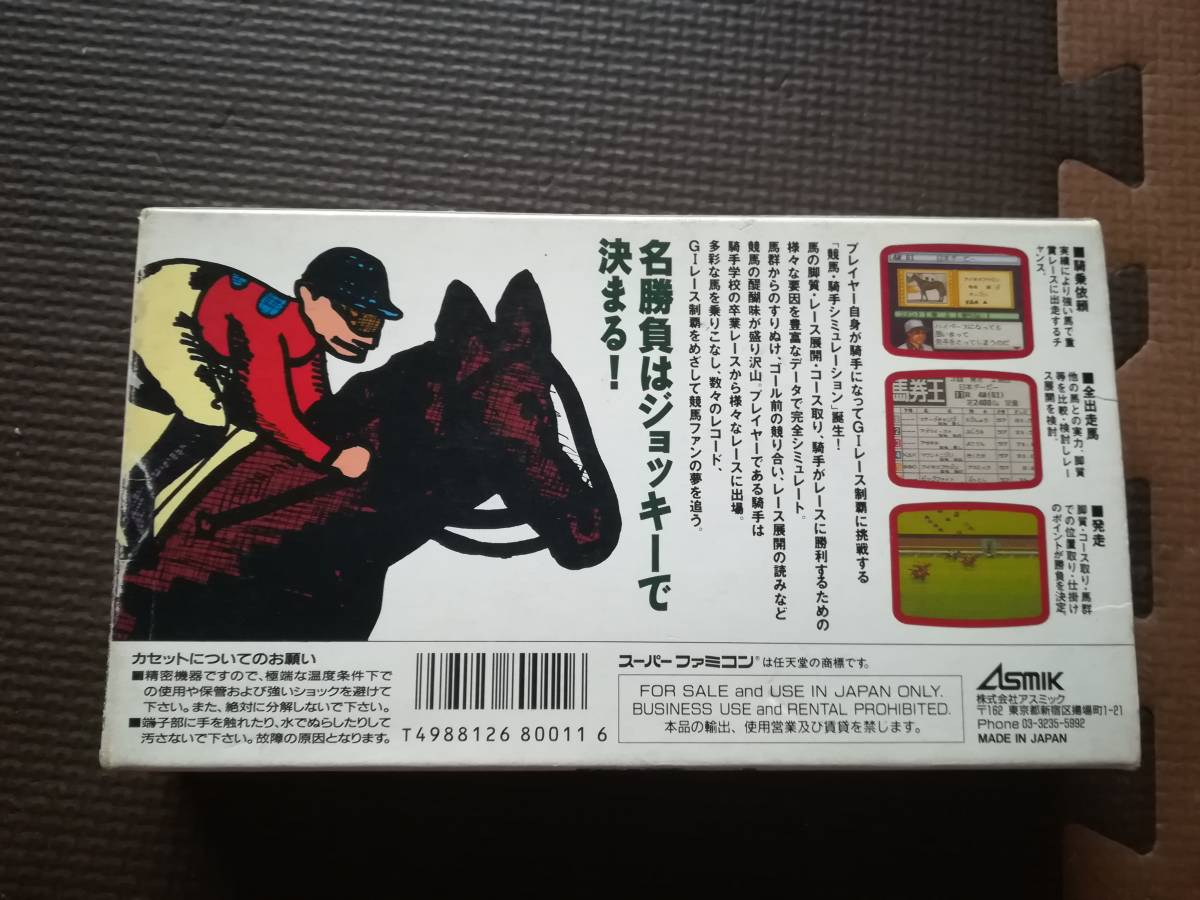 名勝負はジョッキーで
決まる!
プレイヤー自身が騎手になってGⅠレース制覇に挑戦する
「競馬・騎手シミュレーション」誕生!
馬の脚質・レース展開・コース取り、騎手がレースに勝利するための
様々な要因を豊富なデータで完全シミュレート。
馬群からのすりぬけ、ゴール前の競り合い、レース展開の読みなど
競馬の醍醐味が盛り沢山。プレイヤーである騎手は
騎手学校の卒業レースから様々なレースに出場。
多彩な馬を乗りこなし、数々のレコード、
GⅠレース制覇をめざして競馬ファンの夢を追う。
■騎乗依頼
実績により強い馬で重
賞レースに出走するチ
ャンス。
■全出走馬
他の馬との実力、脚質
等を比較・検討しレー
ス展開を検討。
■発走
脚質・コース取り・馬群
での位置取り・仕掛け
のポイントが勝負を決定。
日本ダービー
馬券王
日本ダービー
芝2400m
カセットについてのお願い
■精密機器ですので、極端な温度条件下で
の使用や保管および強いショックを避けて
下さい。また、絶対に分解しないで下さい。
■端子部に手を触れたり、水でぬらしたりして
汚さないで下さい。故障の原因となります。
T4988126 80011 6
スーパーファミコン®は任天堂の商標です。
FOR SALE and USE IN JAPAN ONLY.
BUSINESS USE and RENTAL PROHIBITED.
本品の輸出、使用営業及び賃貸を禁じます。
ASMIK
株式会社アスミック
〒162 東京都新宿区揚場町1-21
Phone 03-3235-5992
MADE IN JAPAN